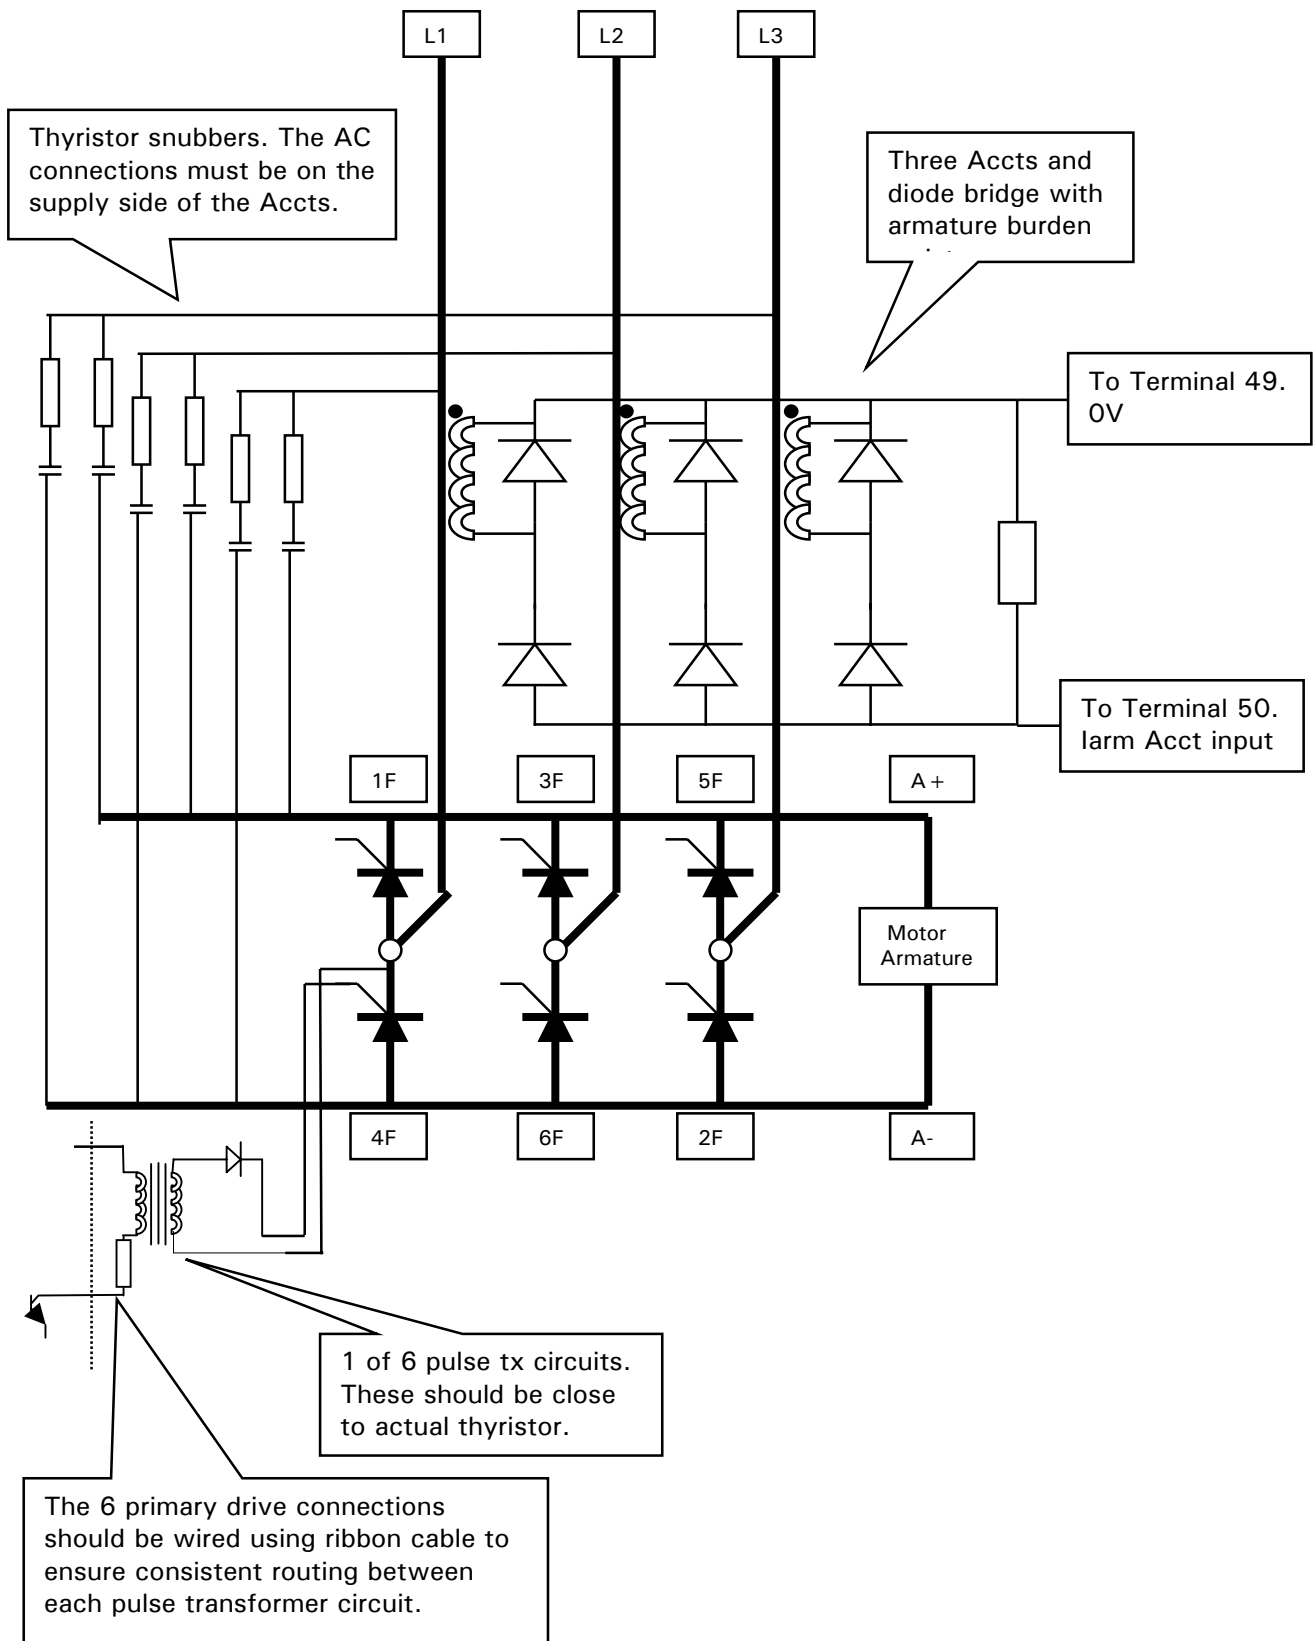 L1
L2
L3
Thyristor snubbers. The AC
connections must be on the
supply side of the Accts.
Three Accts and
diode bridge with
armature burden
To Terminal 49.
0V
To Terminal 50.
Iarm Acct input
1F
3F
5F
A+
Motor
Armature
4F
6F
2F
A-
1 of 6 pulse tx circuits.
These should be close
to actual thyristor.
The 6 primary drive connections
should be wired using ribbon cable to
ensure consistent routing between
each pulse transformer circuit.